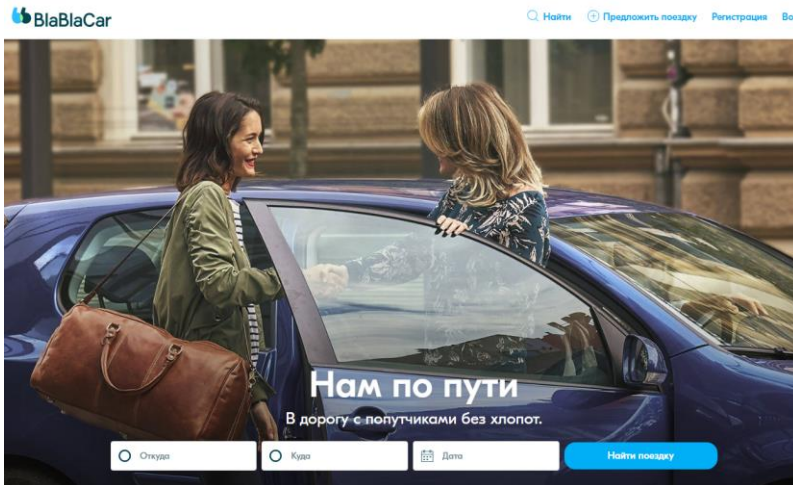 BlaBlaCar
Найти
Предложить поездку
Регистрация
Нам по пути
В дорогу с попутчиками без хлопот.
Откуда
Куда
Дата
Найти поездку